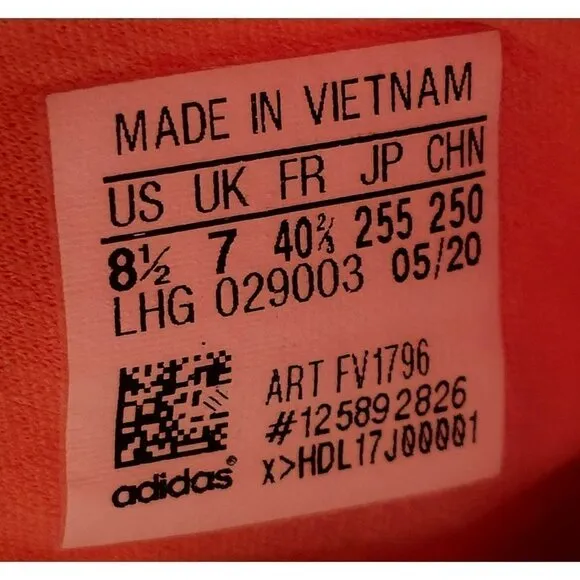 MADE IN VIETNAM
US UK FR JP CHN
8½ 7 40⅔ 255 250
LHG 029003 05/20
ART FV1796
#125892826
x>HDL17J00001
adidas®